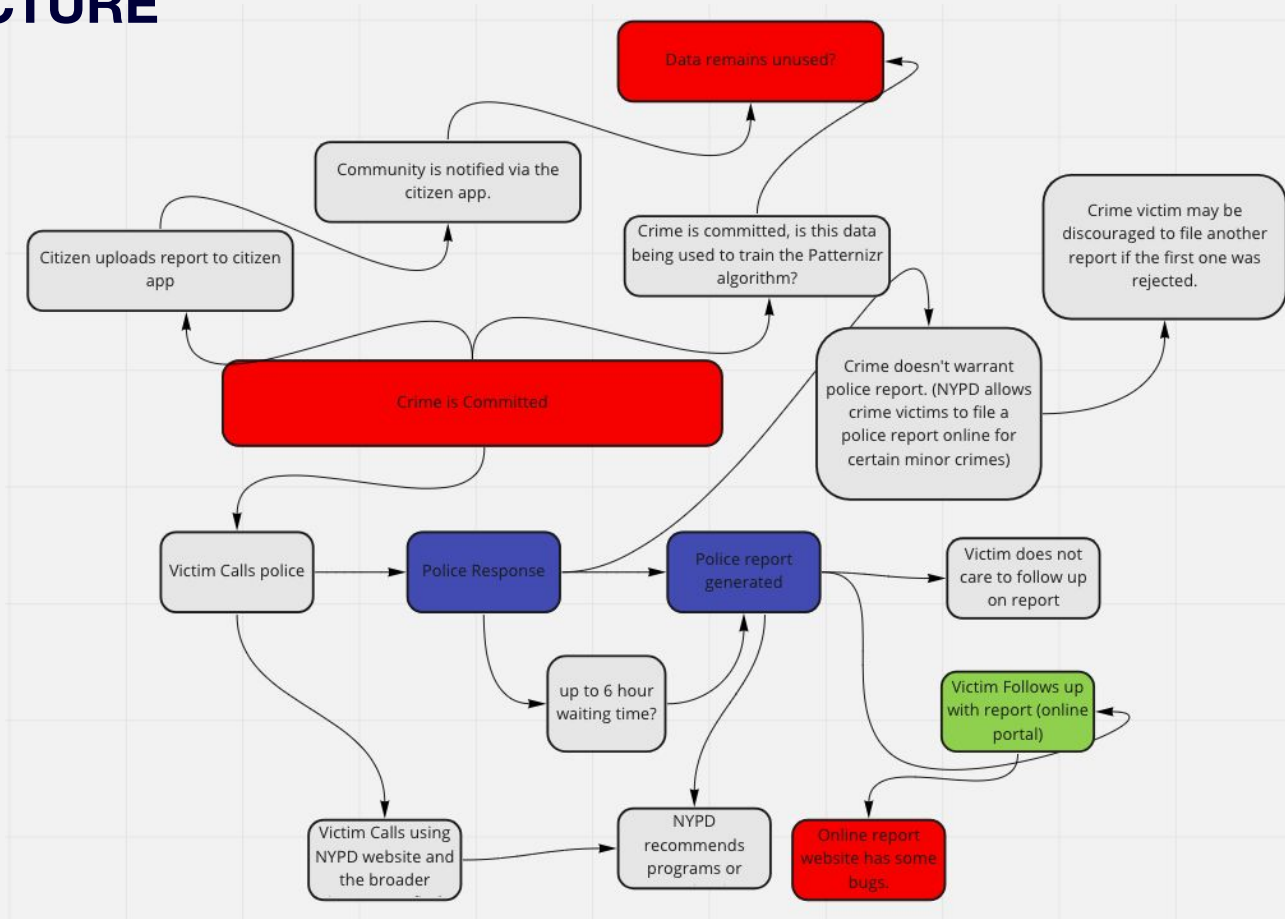 CTURE
Data remains unused?
Community is notified via the
citizen app.
Crime is committed, is this data
being used to train the Patternizr
algorithm?
Crime victim may be
discouraged to file another
report if the first one was
rejected.
Citizen uploads report to citizen
app
Crime is Committed
Crime doesn't warrant
police report. (NYPD allows
crime victims to file a
police report online for
certain minor crimes)
Victim Calls police
Police Response
Police report
generated
Victim does not
care to follow up
on report
up to 6 hour
waiting time?
Victim Follows up
with report (online
portal)
Victim Calls using
NYPD website and
the broader
NYPD
recommends
programs or
Online report
website has some
bugs.